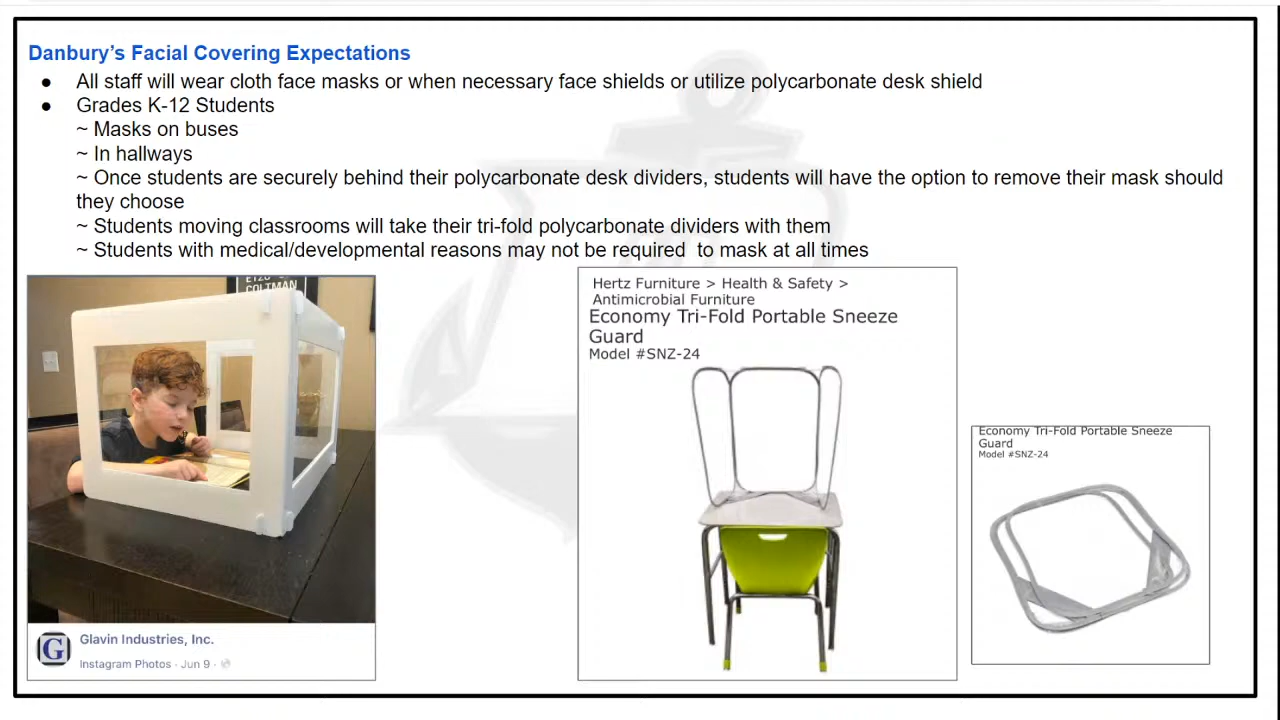 Danbury’s Facial Covering Expectations
● All staff will wear cloth face masks or when necessary face shields or utilize polycarbonate desk shield
● Grades K-12 Students
~ Masks on buses
~ In hallways
~ Once students are securely behind their polycarbonate desk dividers, students will have the option to remove their mask should
they choose
~ Students moving classrooms will take their tri-fold polycarbonate dividers with them
~ Students with medical/developmental reasons may not be required  to mask at all times
COLTMAN
G
Glavin Industries, Inc.
Instagram Photos · Jun 9 ·
Hertz Furniture > Health & Safety >
Antimicrobial Furniture
Economy Tri-Fold Portable Sneeze
Guard
Model #SNZ-24
Economy Tri-Fold Portable Sneeze
Guard
Model #SNZ-24